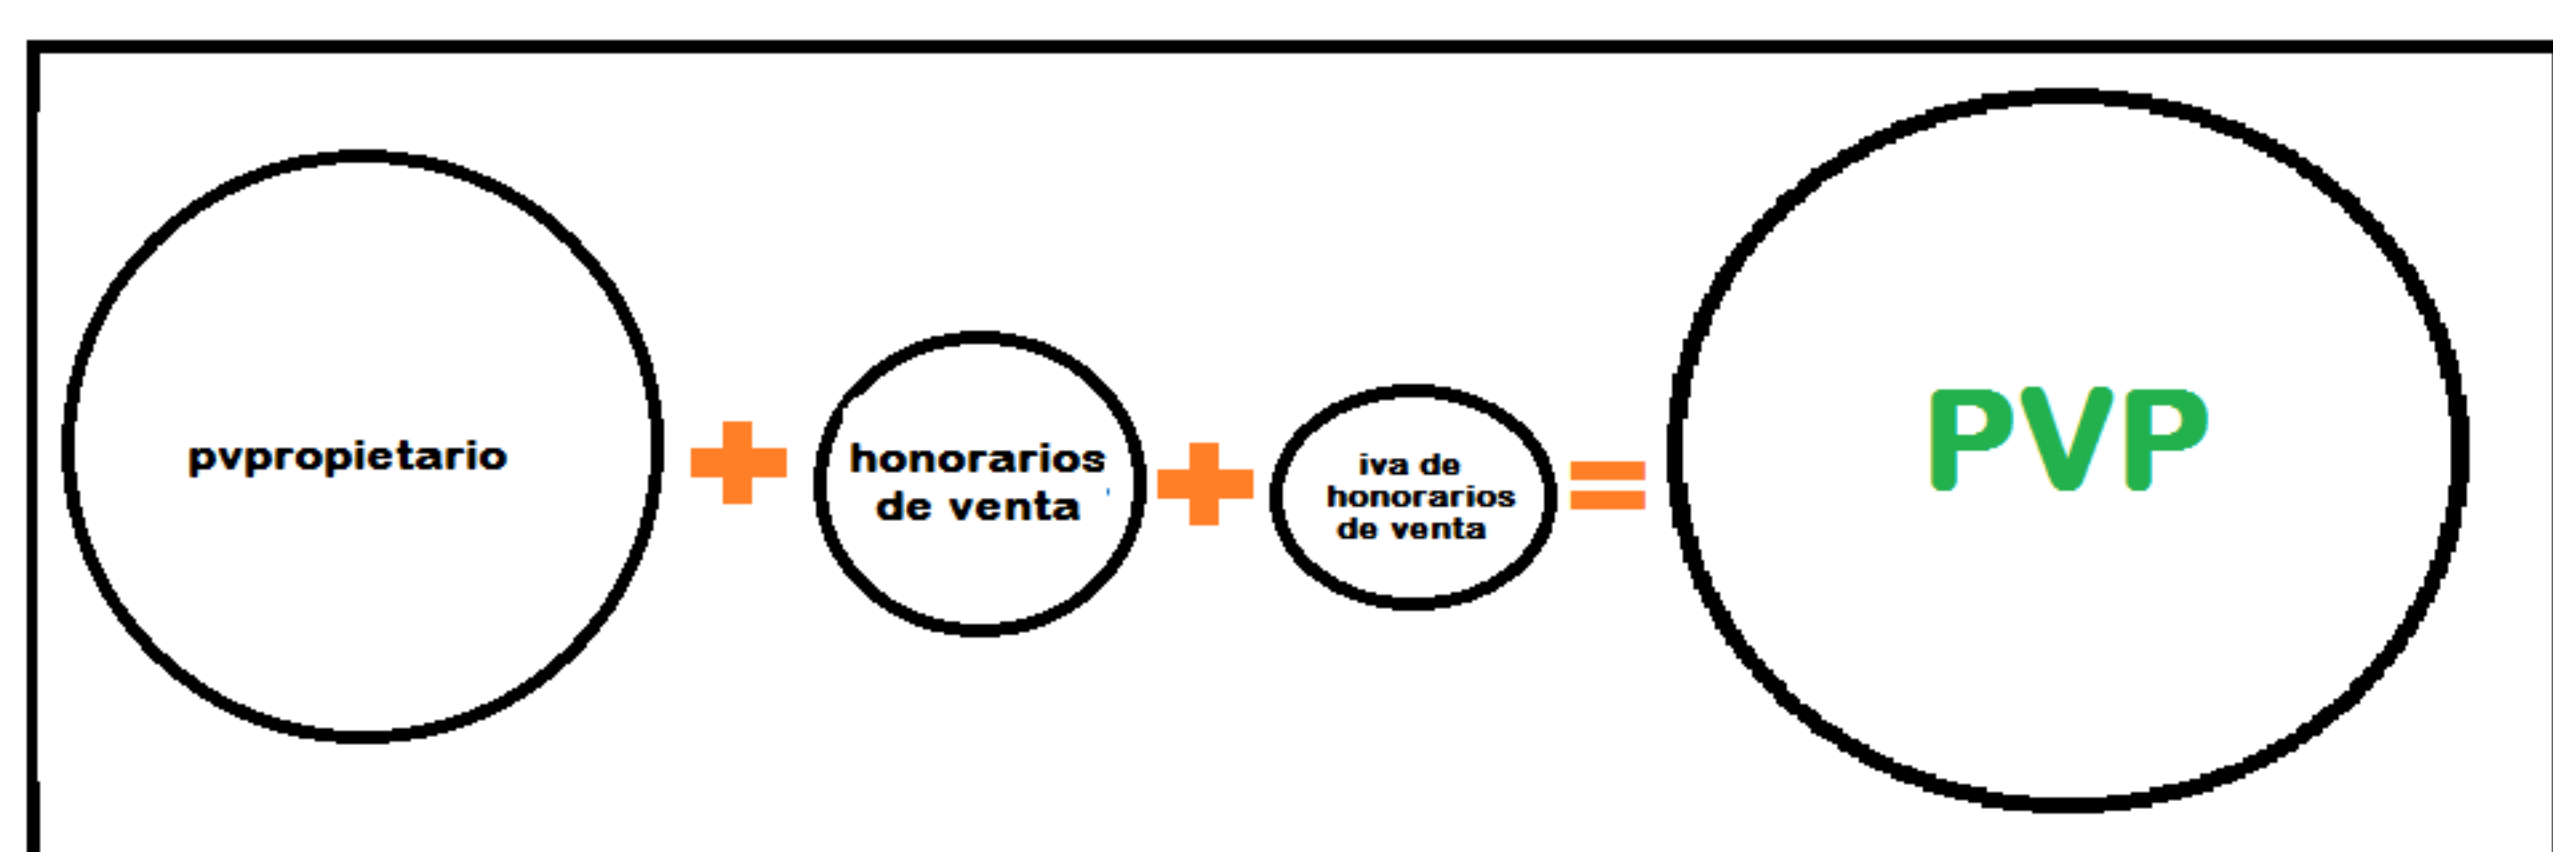 pvpropietario
honorarios
de venta
iva de
honorarios
de venta
PVP